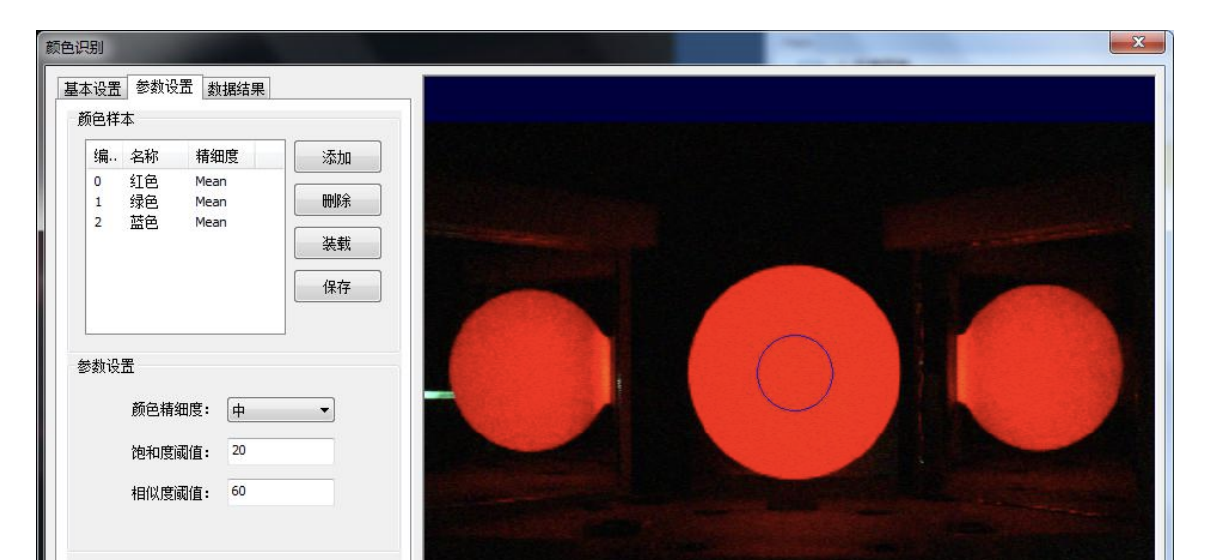 颜色识别
基本设置 参数设置 数据结果
颜色样本
编.. 名称 精细度
0 红色 Mean
1 绿色 Mean
2 蓝色 Mean
添加
删除
装载
保存
参数设置
颜色精细度： 中
饱和度阈值： 20
相似度阈值： 60